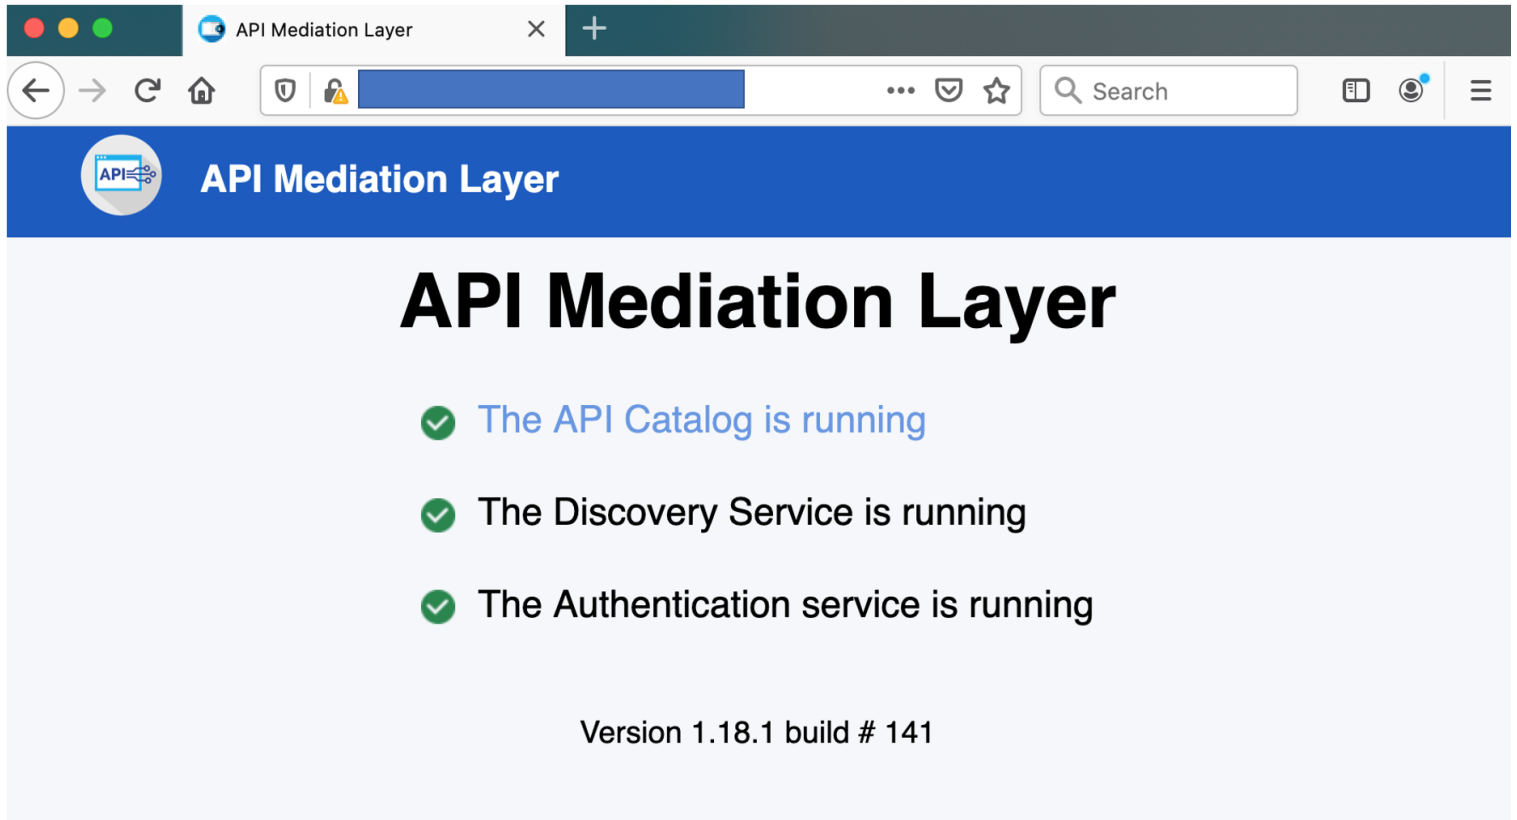 API Mediation Layer
Search
API
API Mediation Layer
API Mediation Layer
The API Catalog is running
The Discovery Service is running
The Authentication service is running
Version 1.18.1 build # 141